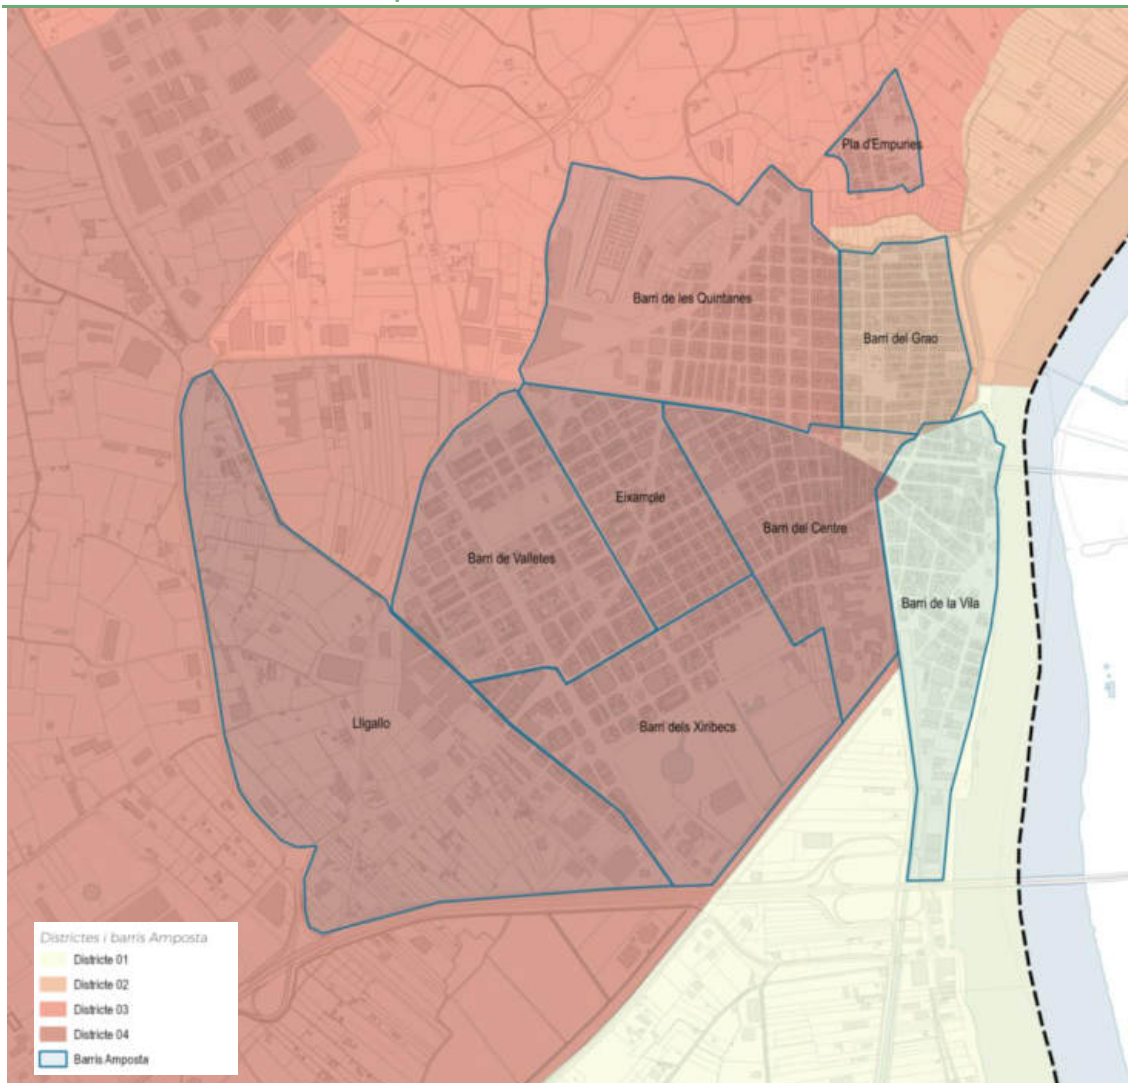 Pla d'Empuries
Barri de les Quintanes
Barri del Grao
Eixample
Barri del Centre
Barri de Valletes
Barri de la Vila
Lligallo
Barri dels Xiribecs
Districtes i barris Amposta
Districte 01
Districte 02
Districte 03
Districte 04
Barris Amposta